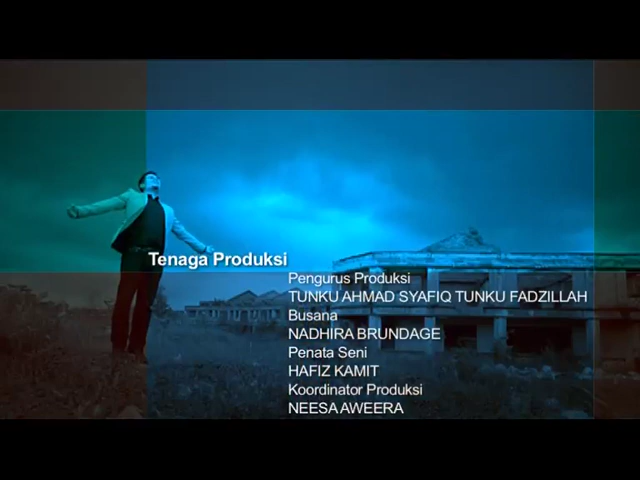 Tenaga Produksi
Pengurus Produksi
TUNKU AHMAD SYAFIQ TUNKU FADZILLAH
Busana
NADHIRA BRUNDAGE
Penata Seni
HAFIZ KAMIT
Koordinator Produksi
NEESA AWEERA